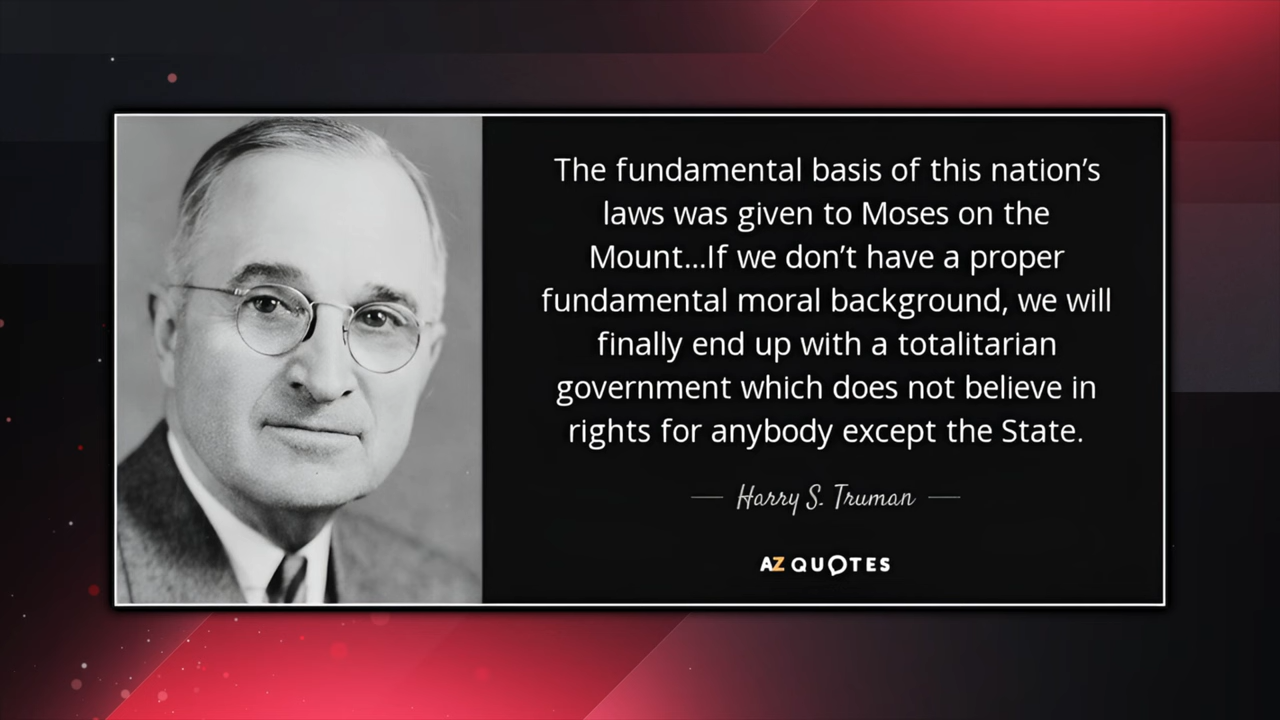 The fundamental basis of this nation’s
laws was given to Moses on the
Mount...If we don’t have a proper
fundamental moral background, we will
finally end up with a totalitarian
government which does not believe in
rights for anybody except the State.
Harry S. Truman
AZ QUOTES